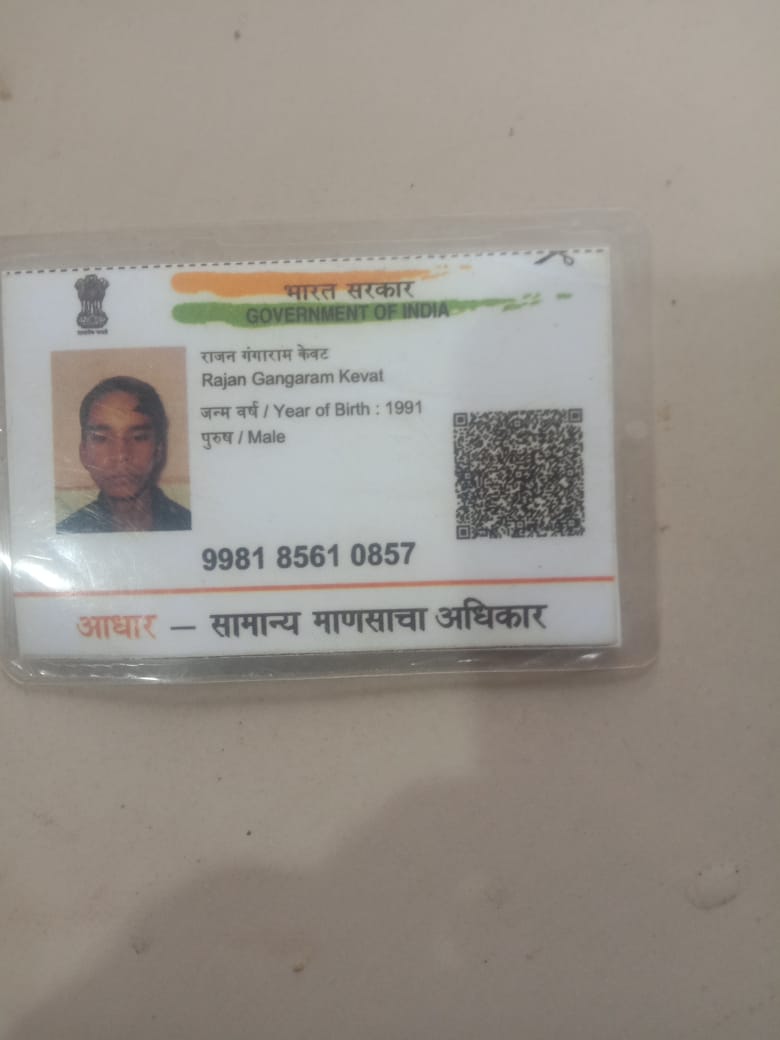 भारत सरकार
GOVERNMENT OF INDIA
राजन गंगाराम केवट
Rajan Gangaram Kevat
जन्म वर्ष / Year of Birth : 1991
पुरुष / Male
9981 8561 0857
आधार — सामान्य माणसाचा अधिकार